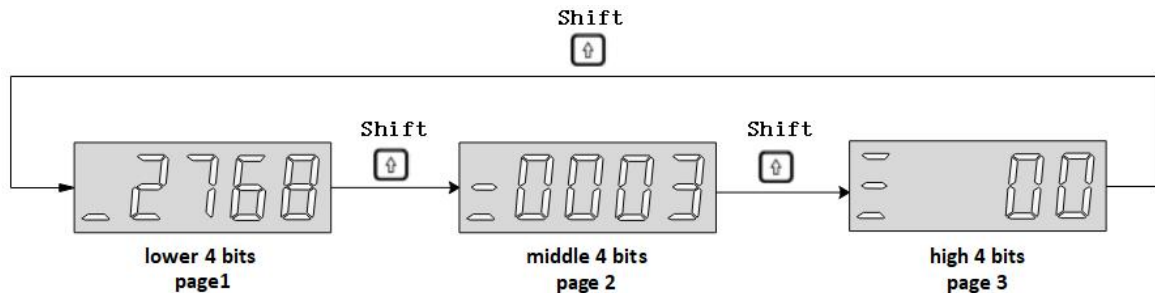 Shift
Shift
Shift
_2768
0003
00
lower 4 bits
page1
middle 4 bits
page 2
high 4 bits
page 3